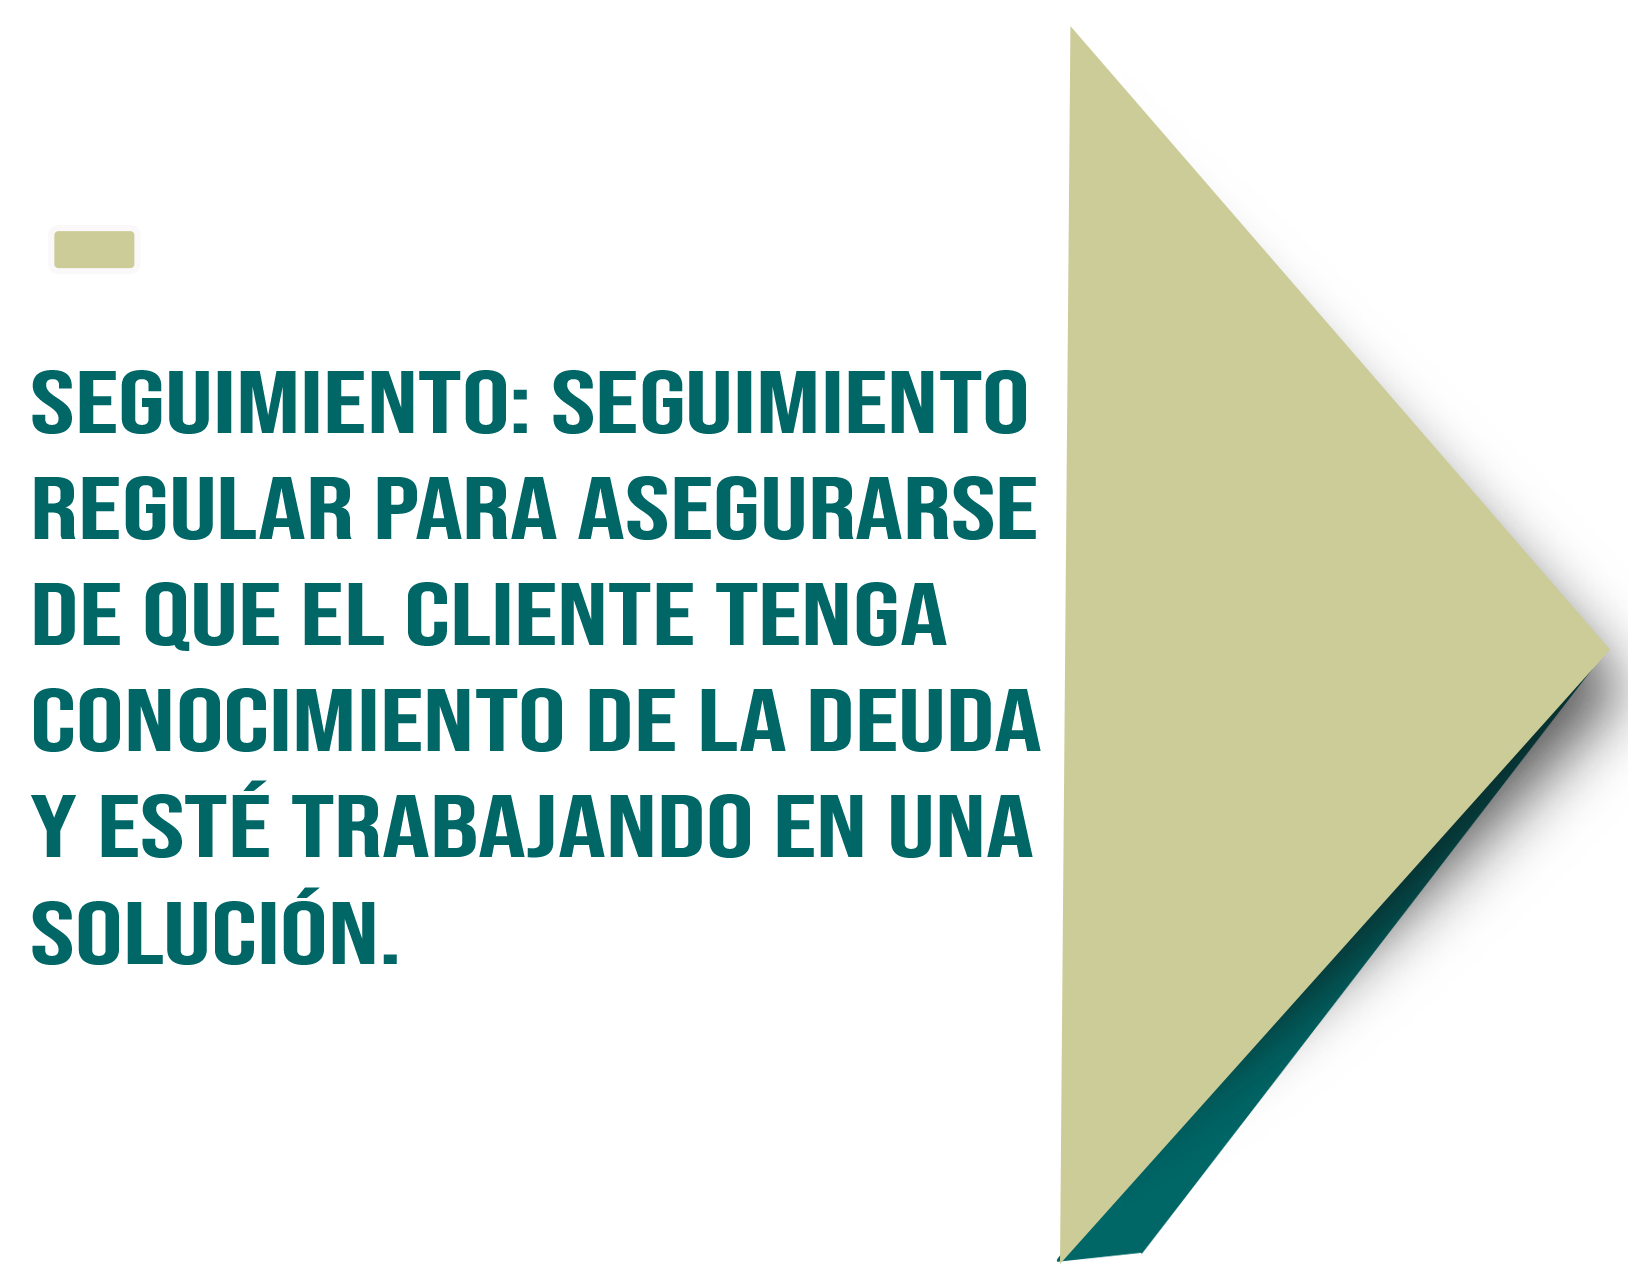 SEGUIMIENTO: SEGUIMIENTO
REGULAR PARA ASEGURARSE
DE QUE EL CLIENTE TENGA
CONOCIMIENTO DE LA DEUDA
Y ESTÉ TRABAJANDO EN UNA
SOLUCIÓN.